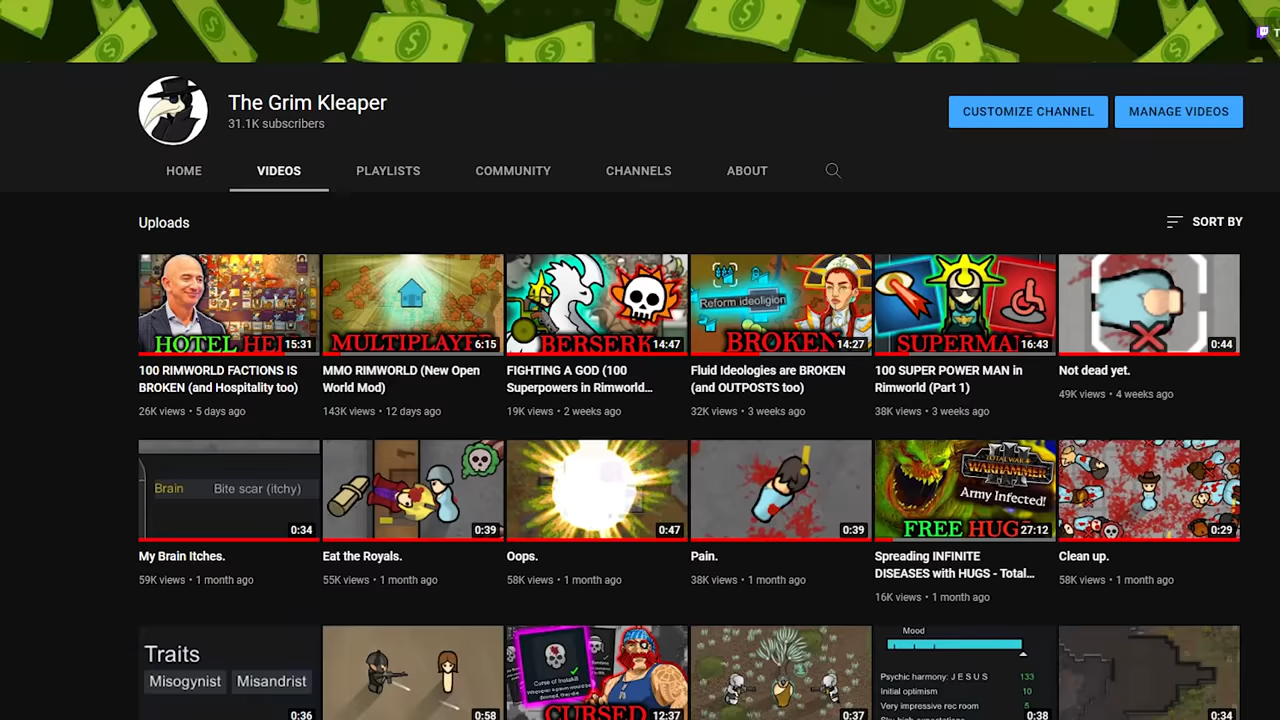 The Grim Kleaper
31.1K subscribers
CUSTOMIZE CHANNEL
MANAGE VIDEOS
HOME
VIDEOS
PLAYLISTS
COMMUNITY
CHANNELS
ABOUT
Uploads
SORT BY
HOTEL
15:31
MULTIPLAYE
6:15
BERSERK
14:47
Reform ideoligion
BROKEN
14:27
SUPERMA
16:43
0:44
100 RIMWORLD FACTIONS IS
BROKEN (and Hospitality too)
26K views • 5 days ago
MMO RIMWORLD (New Open
World Mod)
143K views • 12 days ago
FIGHTING A GOD (100
Superpowers in Rimworld...
19K views • 2 weeks ago
Fluid Ideologies are BROKEN
(and OUTPOSTS too)
32K views • 3 weeks ago
100 SUPER POWER MAN in
Rimworld (Part 1)
38K views • 3 weeks ago
Not dead yet.
49K views • 4 weeks ago
Brain Bite scar (itchy)
0:34
0:39
0:47
0:39
TOTAL WAR
WARHAMMER
Army Infected!
FREE HUG
27:12
0:29
My Brain Itches.
59K views • 1 month ago
Eat the Royals.
55K views • 1 month ago
Oops.
58K views • 1 month ago
Pain.
38K views • 1 month ago
Spreading INFINITE
DISEASES with HUGS - Total...
16K views • 1 month ago
Clean up.
58K views • 1 month ago
Traits
Misogynist Misandrist
0:36
0:58
Curse of Instakill
CURSED
12:37
0:37
Mood
Psychic harmony: J E S U S 133
Initial optimism 10
Very impressive rec room 5
0:38
0:34